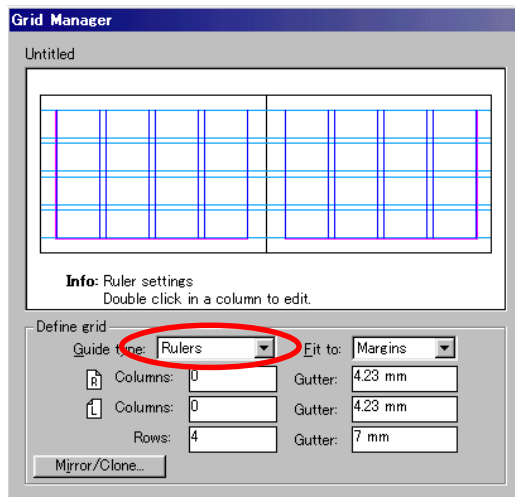 Grid Manager
Untitled
Info: Ruler settings
Double click in a column to edit.
Define grid
Guide type: Rulers Fit to: Margins
R Columns: 0 Gutter: 4.23 mm
L Columns: 0 Gutter: 4.23 mm
Rows: 4 Gutter: 7 mm
Mirror/Clone...